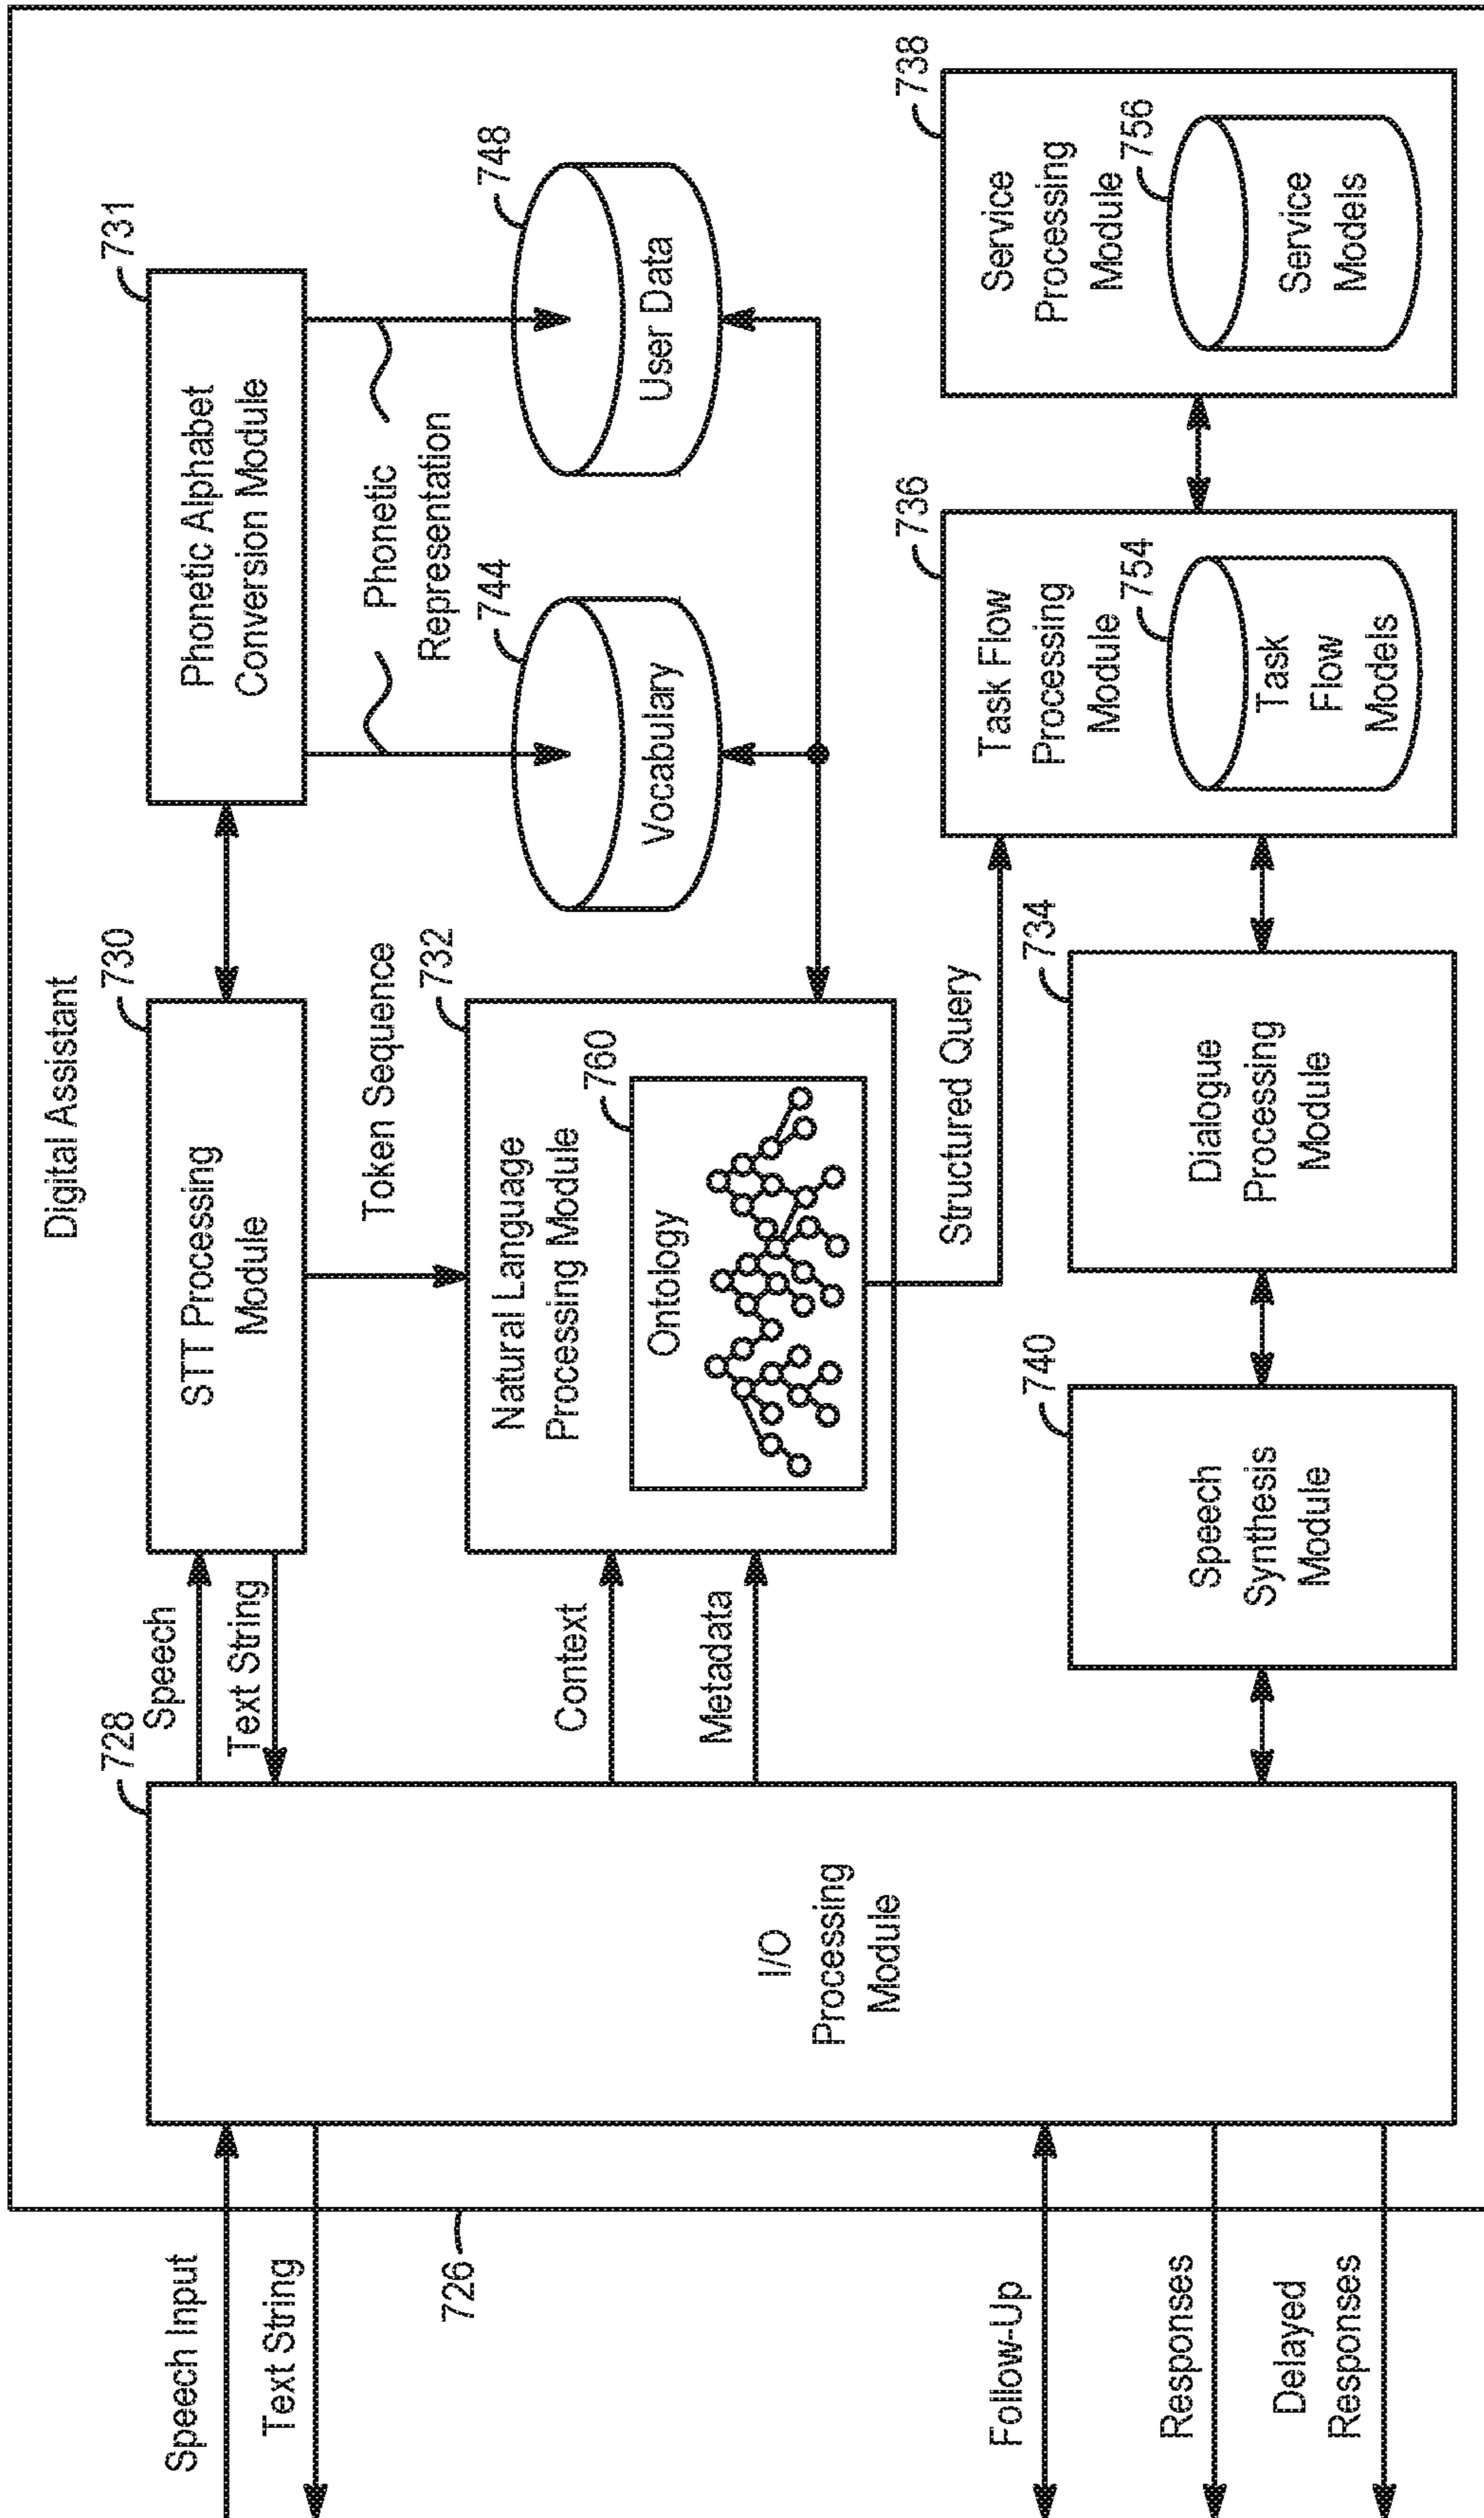 Digital Assistant
Speech Input
Text String
726
728
I/O
Processing
Module
Speech
Text String
730
STT Processing
Module
731
Phonetic Alphabet
Conversion Module
Token Sequence
Phonetic
Representation
744
Vocabulary
748
User Data
Context
Metadata
732
Natural Language
Processing Module
760
Ontology
Structured Query
Follow-Up
Responses
Delayed
Responses
740
Speech
Synthesis
Module
734
Dialogue
Processing
Module
736
Task Flow
Processing
Module
754
Task
Flow
Models
738
Service
Processing
Module
756
Service
Models